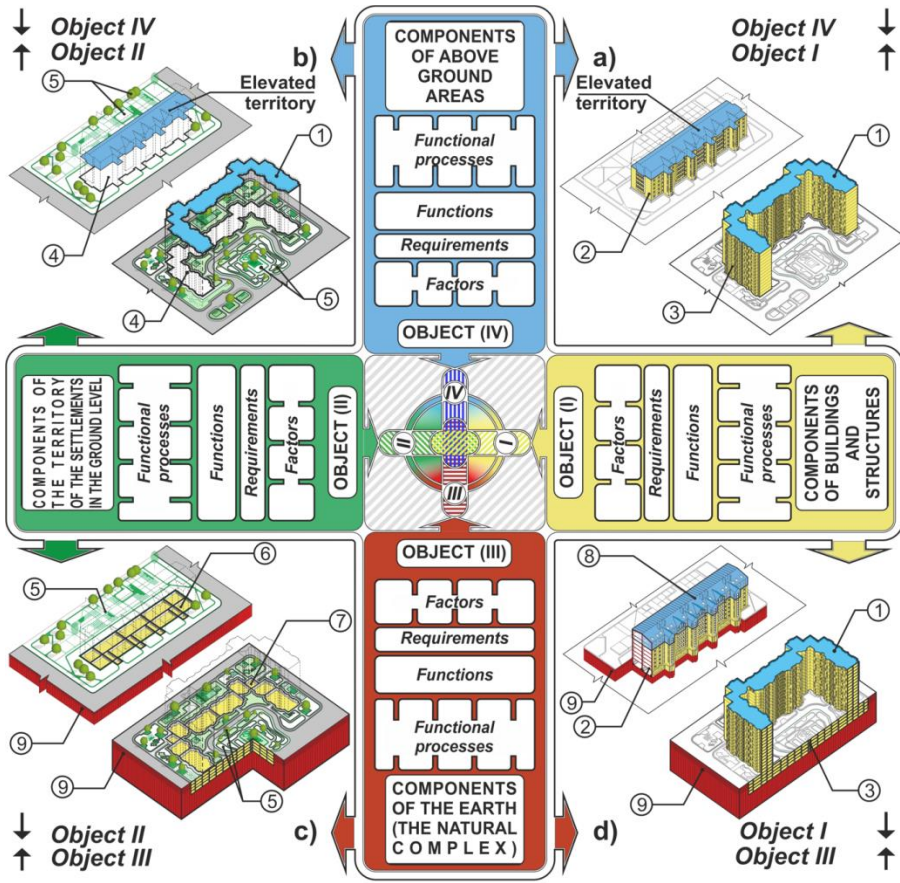 Object IV
Object II
b)
Elevated
territory
5
1
4
4
5
COMPONENTS
OF ABOVE
GROUND
AREAS
Functional
processes
Functions
Requirements
Factors
OBJECT (IV)
a)
Object IV
Object I
Elevated
territory
1
2
3
COMPONENTS OF
THE TERRITORY
OF THE SETTLEMENTS
IN THE GROUND LEVEL
Functional
processes
Functions
Requirements
Factors
OBJECT (II)
IV
II
I
III
OBJECT (I)
Factors
Requirements
Functions
Functional
processes
COMPONENTS
OF BUILDINGS
AND
STRUCTURES
OBJECT (III)
Factors
Requirements
Functions
Functional
processes
COMPONENTS
OF THE EARTH
(THE NATURAL
COMPLEX)
5
6
7
9
9
5
c)
Object II
Object III
8
1
9
2
9
3
d)
Object I
Object III